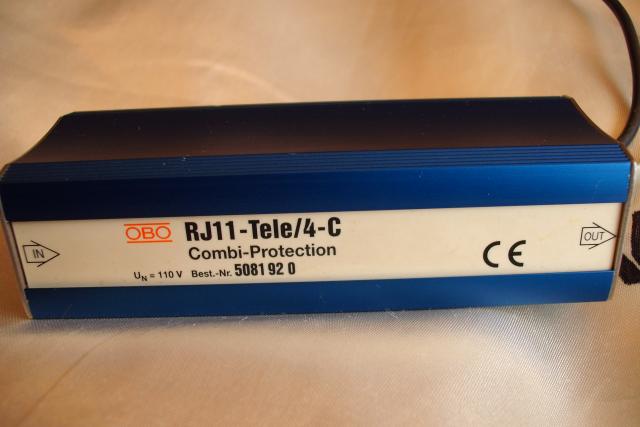 OBO RJ11-Tele/4-C
Combi-Protection
IN
OUT
CE
UN = 110 V Best.-Nr. 5081 92 0